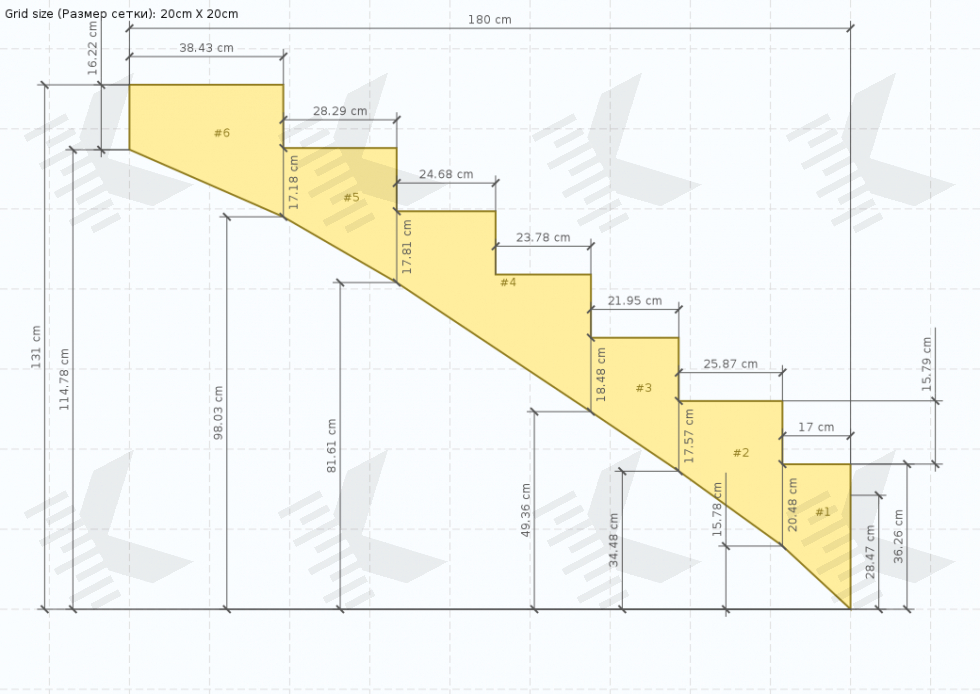 Grid size (Размер сетки): 20cm X 20cm
180 cm
16.22 cm
38.43 cm
28.29 cm
#6
24.68 cm
17.18 cm
#5
23.78 cm
17.81 cm
#4
21.95 cm
131 cm
114.78 cm
25.87 cm
15.79 cm
18.48 cm
#3
98.03 cm
17 cm
81.61 cm
17.57 cm
#2
49.36 cm
15.78 cm
20.48 cm
#1
34.48 cm
28.47 cm
36.26 cm